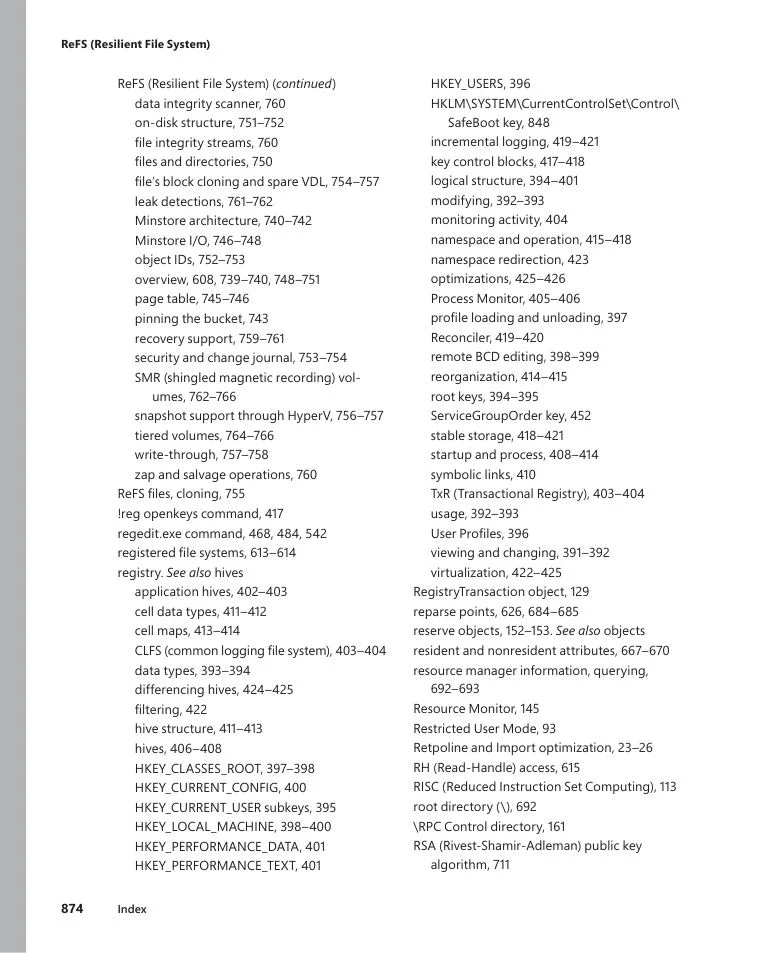 ReFS (Resilient File System)
ReFS (Resilient File System) (continued)
data integrity scanner, 760
on-disk structure, 751–752
file integrity streams, 760
files and directories, 750
file's block cloning and spare VDL, 754–757
leak detections, 761–762
Minstore architecture, 740–742
Minstore I/O, 746–748
object IDs, 752–753
overview, 608, 739–740, 748–751
page table, 745–746
pinning the bucket, 743
recovery support, 759–761
security and change journal, 753–754
SMR (shingled magnetic recording) vol-
umes, 762–766
snapshot support through HyperV, 756–757
tiered volumes, 764–766
write-through, 757–758
zap and salvage operations, 760
ReFS files, cloning, 755
!reg openkeys command, 417
regedit.exe command, 468, 484, 542
registered file systems, 613–614
registry. See also hives
application hives, 402–403
cell data types, 411–412
cell maps, 413–414
CLFS (common logging file system), 403–404
data types, 393–394
differencing hives, 424–425
filtering, 422
hive structure, 411–413
hives, 406–408
HKEY_CLASSES_ROOT, 397–398
HKEY_CURRENT_CONFIG, 400
HKEY_CURRENT_USER subkeys, 395
HKEY_LOCAL_MACHINE, 398–400
HKEY_PERFORMANCE_DATA, 401
HKEY_PERFORMANCE_TEXT, 401
HKEY_USERS, 396
HKLM\SYSTEM\CurrentControlSet\Control\
SafeBoot key, 848
incremental logging, 419–421
key control blocks, 417–418
logical structure, 394–401
modifying, 392–393
monitoring activity, 404
namespace and operation, 415–418
namespace redirection, 423
optimizations, 425–426
Process Monitor, 405–406
profile loading and unloading, 397
Reconciler, 419–420
remote BCD editing, 398–399
reorganization, 414–415
root keys, 394–395
ServiceGroupOrder key, 452
stable storage, 418–421
startup and process, 408–414
symbolic links, 410
TxR (Transactional Registry), 403–404
usage, 392–393
User Profiles, 396
viewing and changing, 391–392
virtualization, 422–425
RegistryTransaction object, 129
reparse points, 626, 684–685
reserve objects, 152–153. See also objects
resident and nonresident attributes, 667–670
resource manager information, querying,
692–693
Resource Monitor, 145
Restricted User Mode, 93
Retpoline and Import optimization, 23–26
RH (Read-Handle) access, 615
RISC (Reduced Instruction Set Computing), 113
root directory (\), 692
\RPC Control directory, 161
RSA (Rivest-Shamir-Adleman) public key
algorithm, 711
874 Index